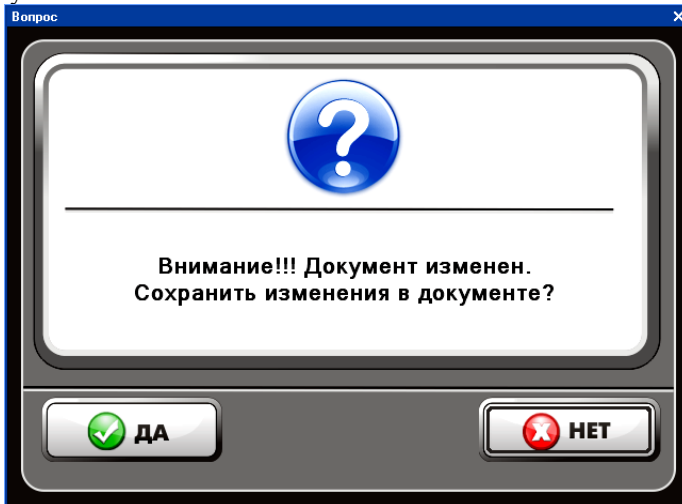 Вопрос
Внимание!!! Документ изменен.
Сохранить изменения в документе?
ДА
НЕТ